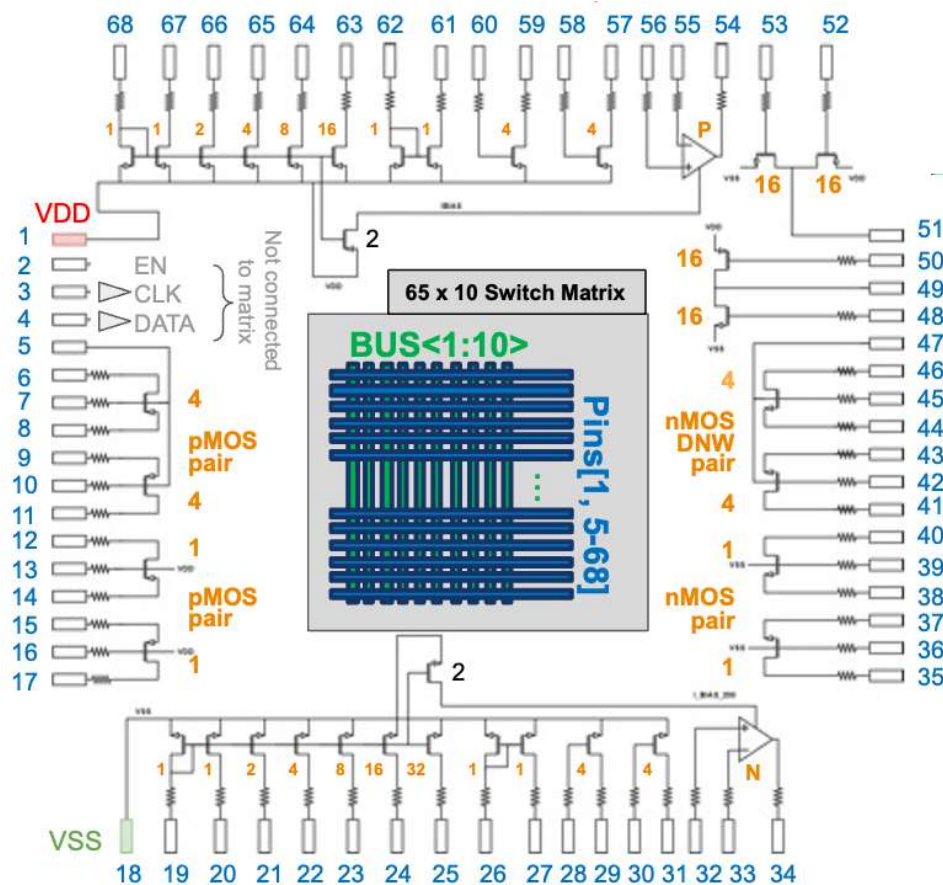 68 67 66 65 64 63 62 61 60 59 58 57 56 55 54 53 52
1 1 2 4 8 16 1 1 4 4 P
VSS 16 16 VDD
IBIAS
VDD
1
2
VDD
2 EN
3 CLK
4 DATA
Not connected
to matrix
5
6
7
8
9
10
11
12
13
14
15
16
17
4
pMOS
pair
4
1
VDD
pMOS
pair
VDD
1
65 x 10 Switch Matrix
BUS<1:10>
Pins[1, 5-68]
...
51
50
49
48
47
46
45
44
43
42
41
40
39
38
37
36
35
VDD
16
16
VSS
4
nMOS
DNW
pair
4
1
VSS
nMOS
pair
VSS
1
2
I_BIAS_200
VSS
1 1 2 4 8 16 32 1 1 4 4 N
VSS
18 19 20 21 22 23 24 25 26 27 28 29 30 31 32 33 34